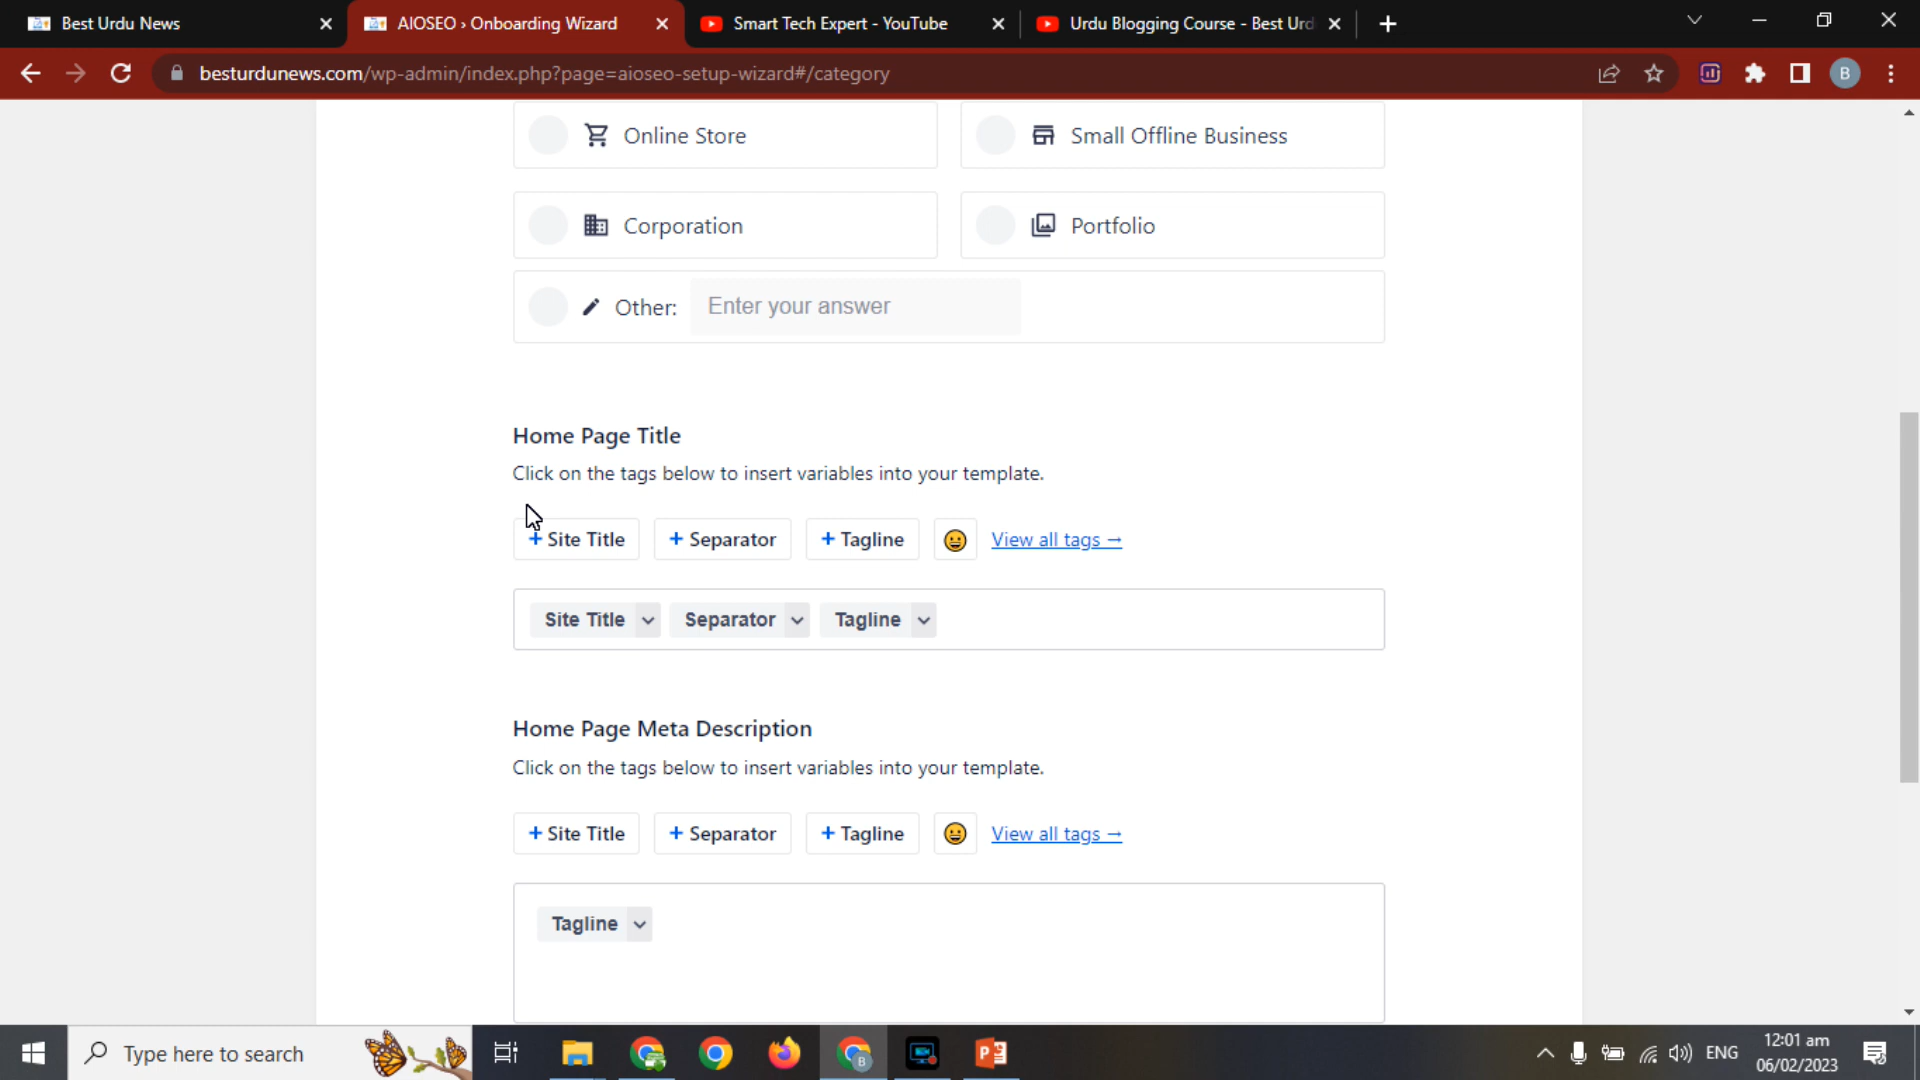 Best Urdu News
AIOSEO › Onboarding Wizard
Smart Tech Expert - YouTube
Urdu Blogging Course - Best Urd
besturdunews.com/wp-admin/index.php?page=aioseo-setup-wizard#/category
B
Online Store
Small Offline Business
Corporation
Portfolio
Other:
Enter your answer
Home Page Title
Click on the tags below to insert variables into your template.
+ Site Title
+ Separator
+ Tagline
View all tags →
Site Title
Separator
Tagline
Home Page Meta Description
Click on the tags below to insert variables into your template.
+ Site Title
+ Separator
+ Tagline
View all tags →
Tagline
Type here to search
B
ENG
12:01 am
06/02/2023